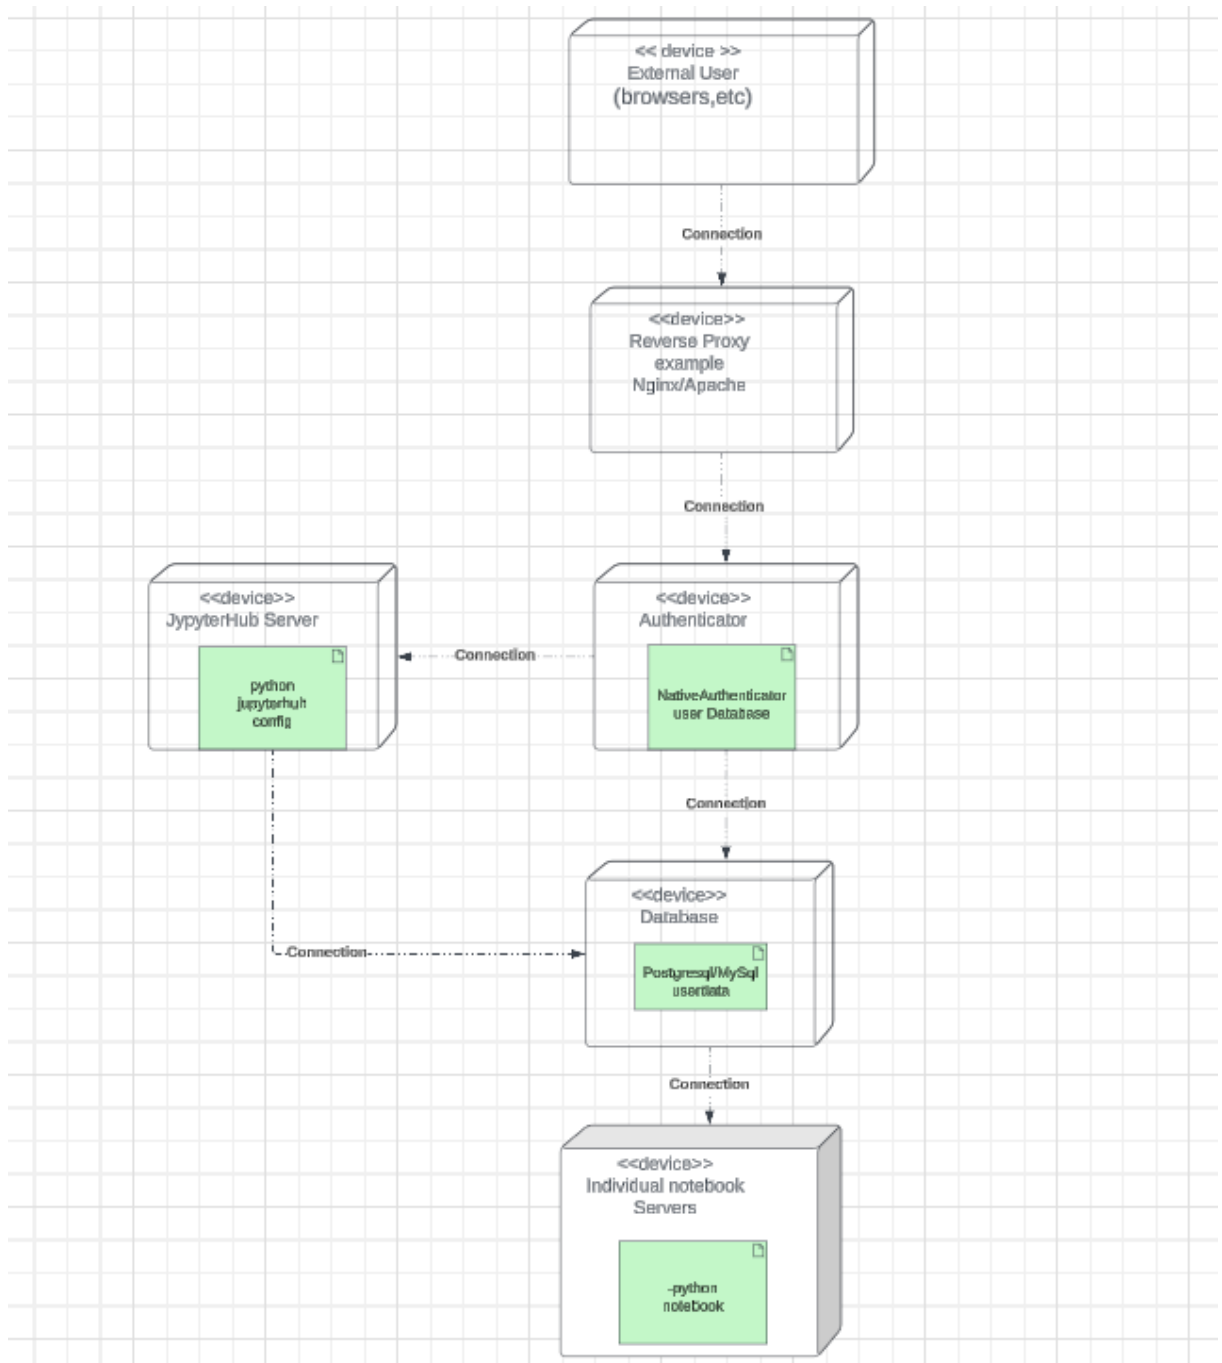 << device >>
External User
(browsers,etc)
Connection
<<device>>
Reverse Proxy
example
Nginx/Apache
Connection
<<device>>
JypyterHub Server
python
jupyterhuh
config
Connection
<<device>>
Authenticator
NativeAuthenticator
user Database
Connection
Connection
<<device>>
Database
Postgresql/MySql
userdata
Connection
<<device>>
Individual notebook
Servers
-python
notebook